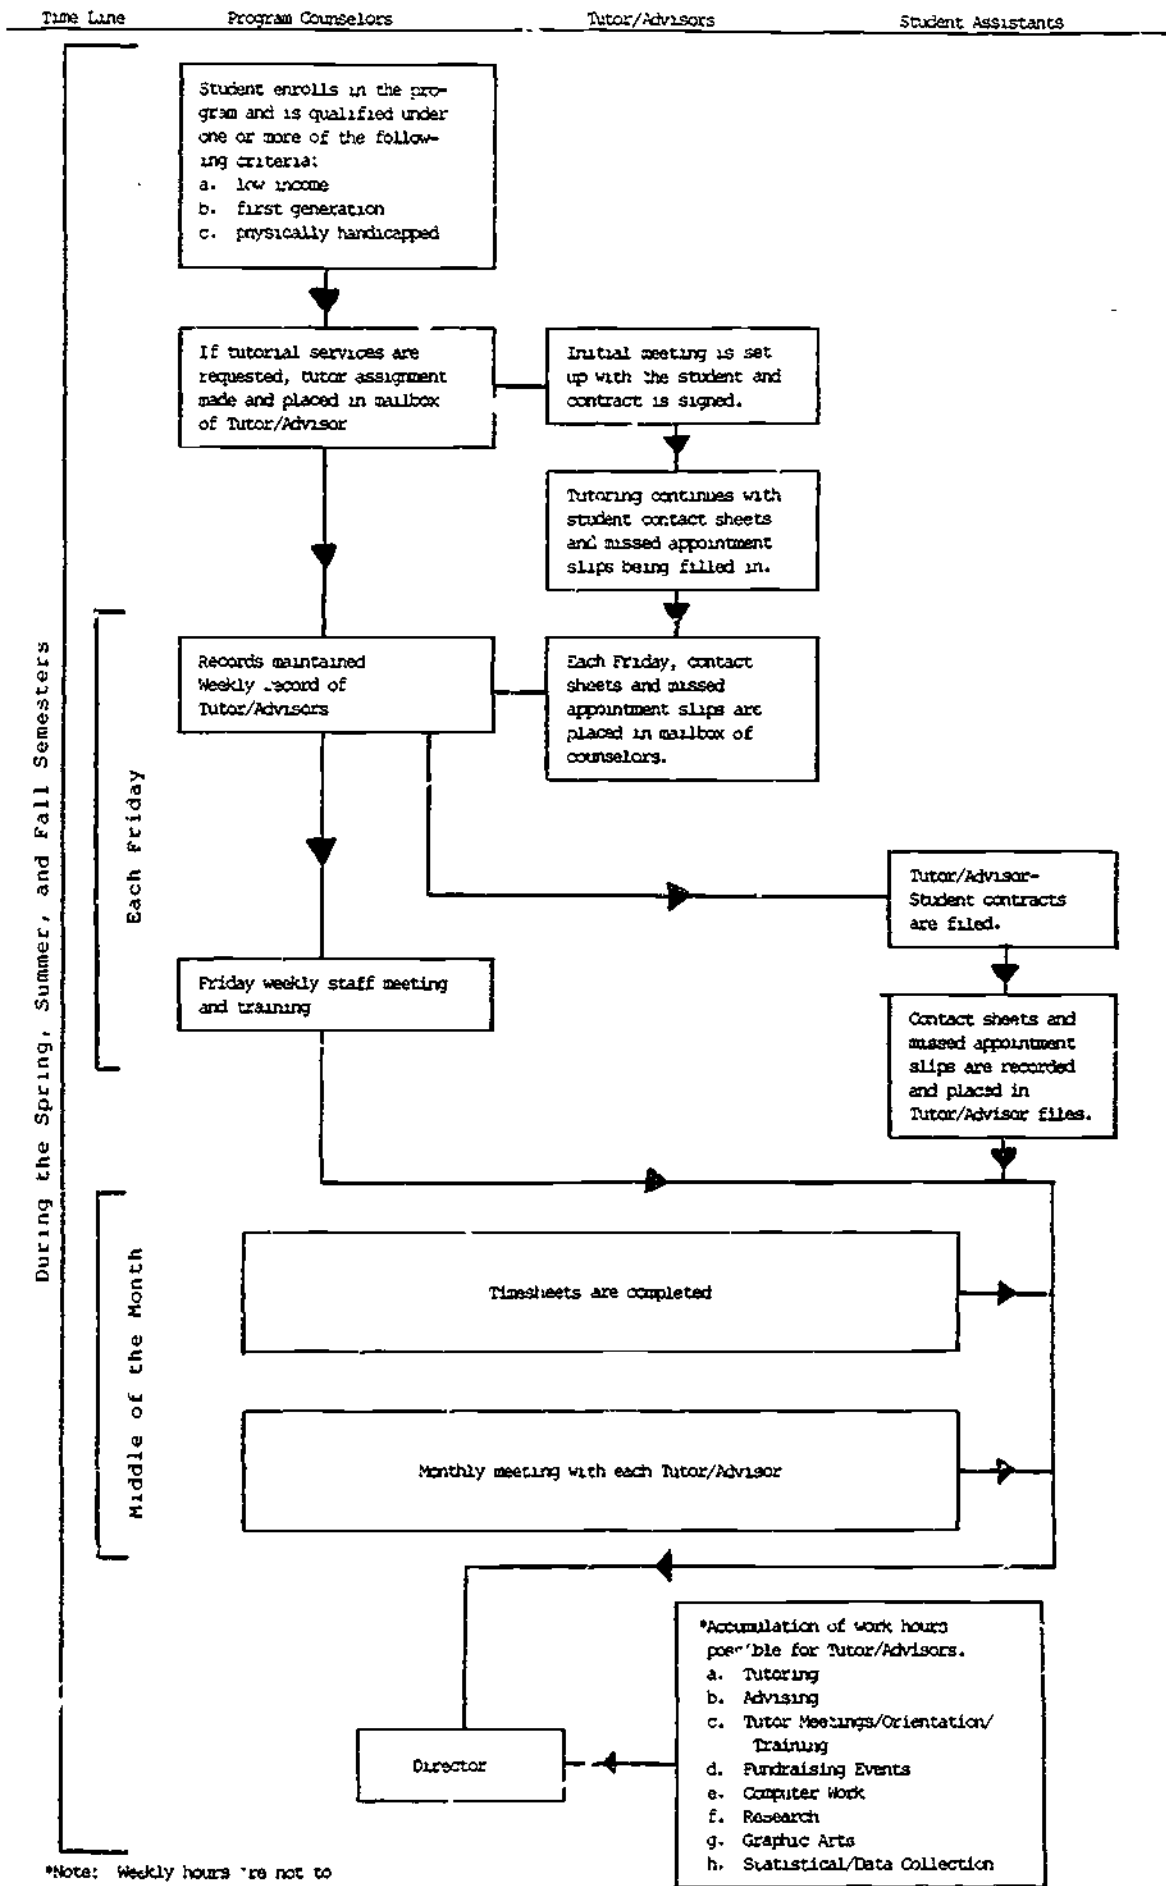 Time Line Program Counselors Tutor/Advisors Student Assistants
During the Spring, Summer, and Fall Semesters
Student enrolls in the pro-
gram and is qualified under
one or more of the follow-
ing criteria:
a. low income
b. first generation
c. physically handicapped
If tutorial services are
requested, tutor assignment
made and placed in mailbox
of Tutor/Advisor
Initial meeting is set
up with the student and
contract is signed.
Tutoring continues with
student contact sheets
and missed appointment
slips being filled in.
Each Friday
Records maintained
Weekly record of
Tutor/Advisors
Each Friday, contact
sheets and missed
appointment slips are
placed in mailbox of
counselors.
Tutor/Advisor-
Student contracts
are filed.
Friday weekly staff meeting
and training
Contact sheets and
missed appointment
slips are recorded
and placed in
Tutor/Advisor files.
Middle of the Month
Timesheets are completed
Monthly meeting with each Tutor/Advisor
Director
*Accumulation of work hours
possible for Tutor/Advisors.
a. Tutoring
b. Advising
c. Tutor Meetings/Orientation/
Training
d. Fundraising Events
e. Computer Work
f. Research
g. Graphic Arts
h. Statistical/Data Collection
*Note: Weekly hours are not to